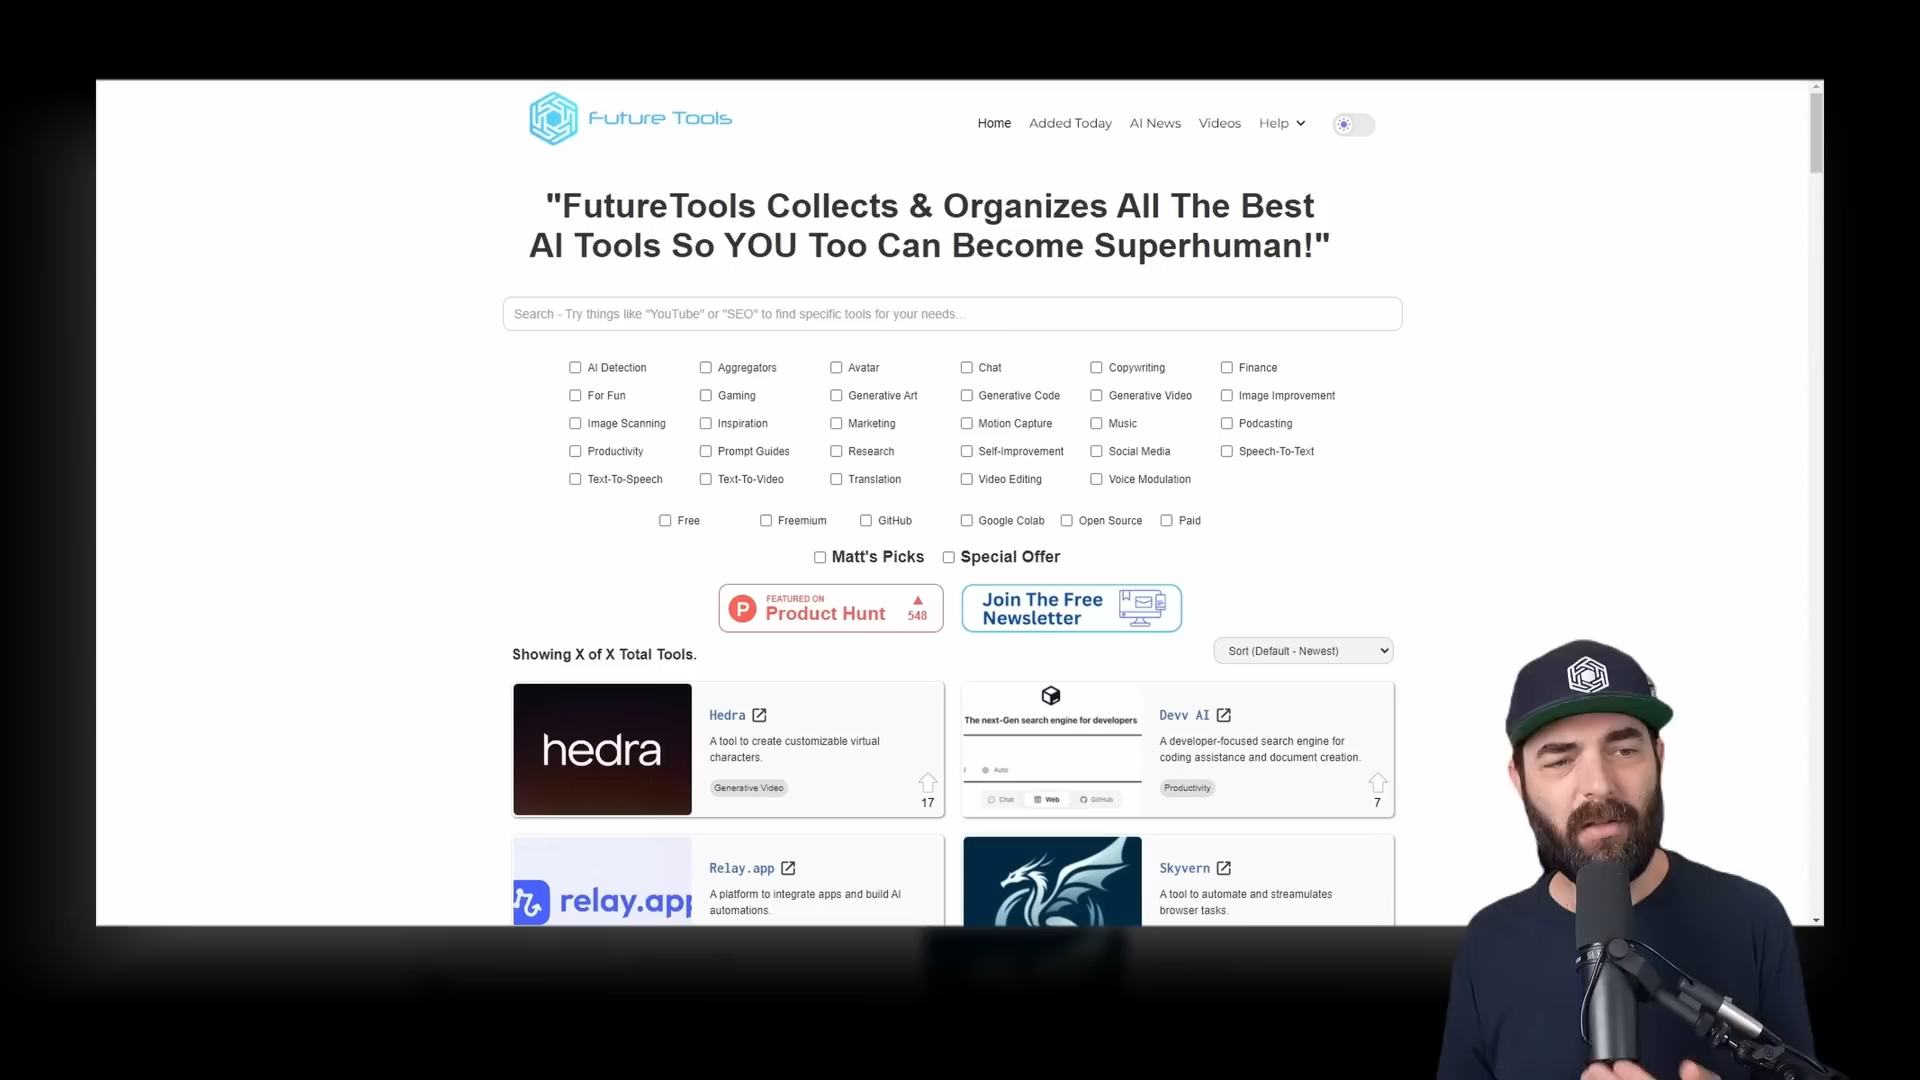 Future Tools
Home
Added Today
AI News
Videos
Help
"FutureTools Collects & Organizes All The Best
AI Tools So YOU Too Can Become Superhuman!"
Search - Try things like "YouTube" or "SEO" to find specific tools for your needs...
AI Detection
Aggregators
Avatar
Chat
Copywriting
Finance
For Fun
Gaming
Generative Art
Generative Code
Generative Video
Image Improvement
Image Scanning
Inspiration
Marketing
Motion Capture
Music
Podcasting
Productivity
Prompt Guides
Research
Self-Improvement
Social Media
Speech-To-Text
Text-To-Speech
Text-To-Video
Translation
Video Editing
Voice Modulation
Free
Freemium
GitHub
Google Colab
Open Source
Paid
Matt's Picks
Special Offer
P
FEATURED ON
Product Hunt
548
Join The Free
Newsletter
Showing X of X Total Tools.
Sort (Default - Newest)
hedra
Hedra
A tool to create customizable virtual
characters.
Generative Video
17
The next-Gen search engine for developers
Auto
Chat
Web
GitHub
Devv AI
A developer-focused search engine for
coding assistance and document creation.
Productivity
7
relay.app
Relay.app
A platform to integrate apps and build AI
automations.
Skyvern
A tool to automate and streamulates
browser tasks.